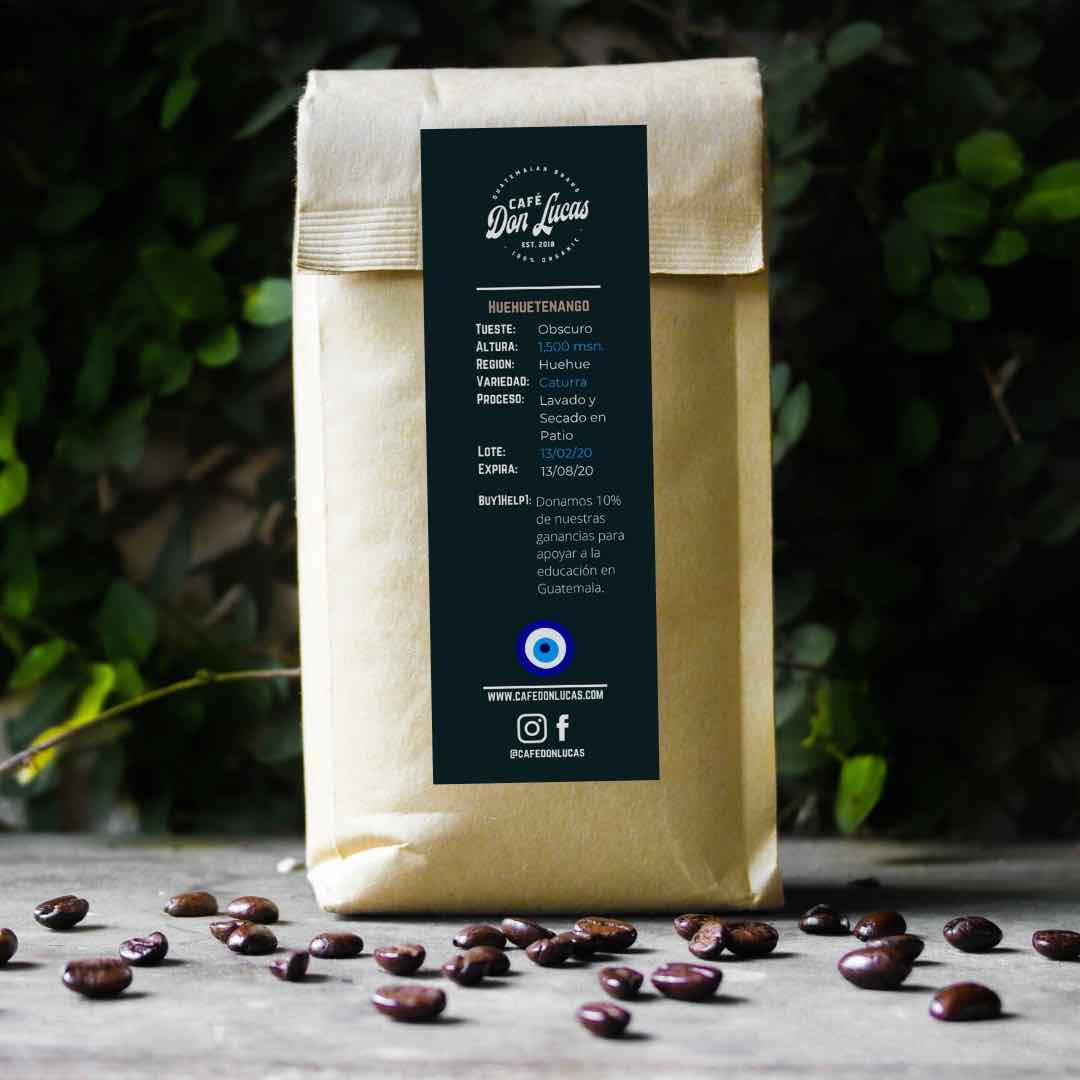 GUATEMALAN BRAND
CAFÉ
Don Lucas
EST. 2018
· 100% ORGANIC ·
HUEHUETENANGO
TUESTE: Obscuro
ALTURA: 1,500 msn.
REGION: Huehue
VARIEDAD: Caturra
PROCESO: Lavado y
Secado en
Patio
LOTE: 13/02/20
EXPIRA: 13/08/20
BUY1HELP1: Donamos 10%
de nuestras
ganancias para
apoyar a la
educación en
Guatemala.
WWW.CAFEDONLUCAS.COM
@CAFEDONLUCAS